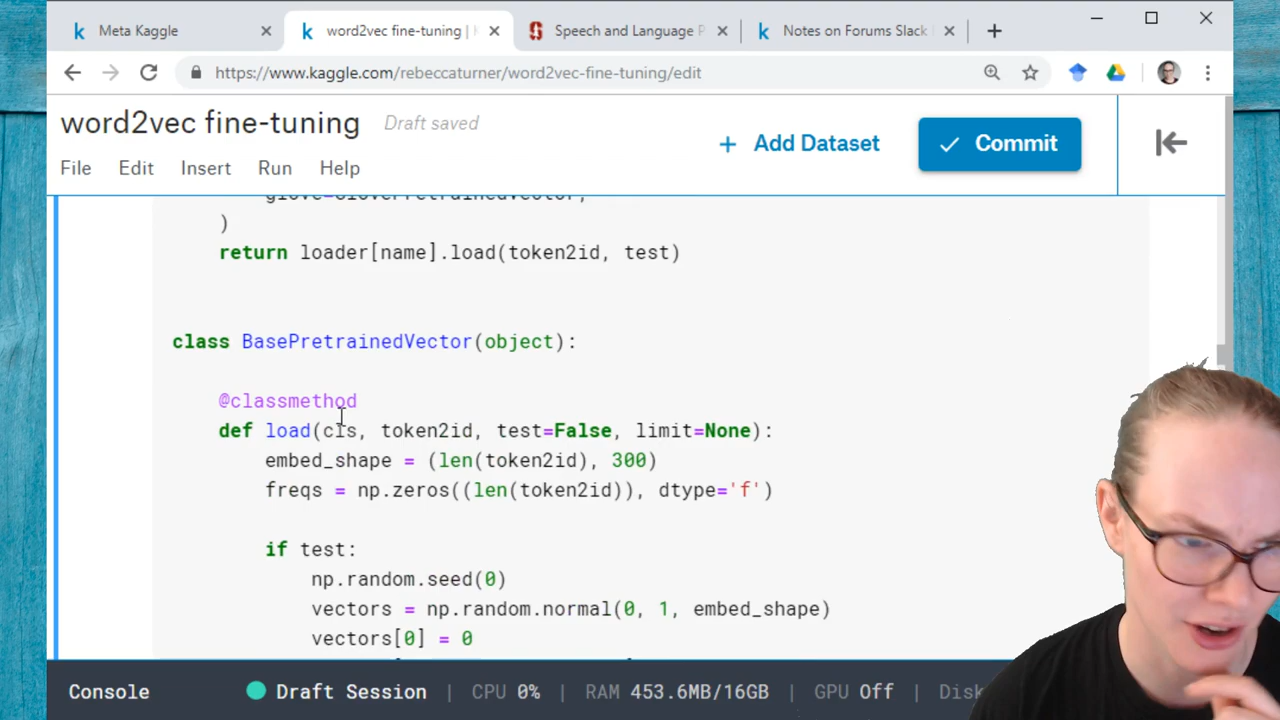 Meta Kaggle
word2vec fine-tuning |
Speech and Language P
Notes on Forums Slack
https://www.kaggle.com/rebeccaturner/word2vec-fine-tuning/edit
word2vec fine-tuning
Draft saved
+ Add Dataset
Commit
File Edit Insert Run Help
)
return loader[name].load(token2id, test)
class BasePretrainedVector(object):
@classmethod
def load(cls, token2id, test=False, limit=None):
embed_shape = (len(token2id), 300)
freqs = np.zeros((len(token2id)), dtype='f')
if test:
np.random.seed(0)
vectors = np.random.normal(0, 1, embed_shape)
vectors[0] = 0
Console
Draft Session | CPU 0% | RAM 453.6MB/16GB | GPU Off | Disk